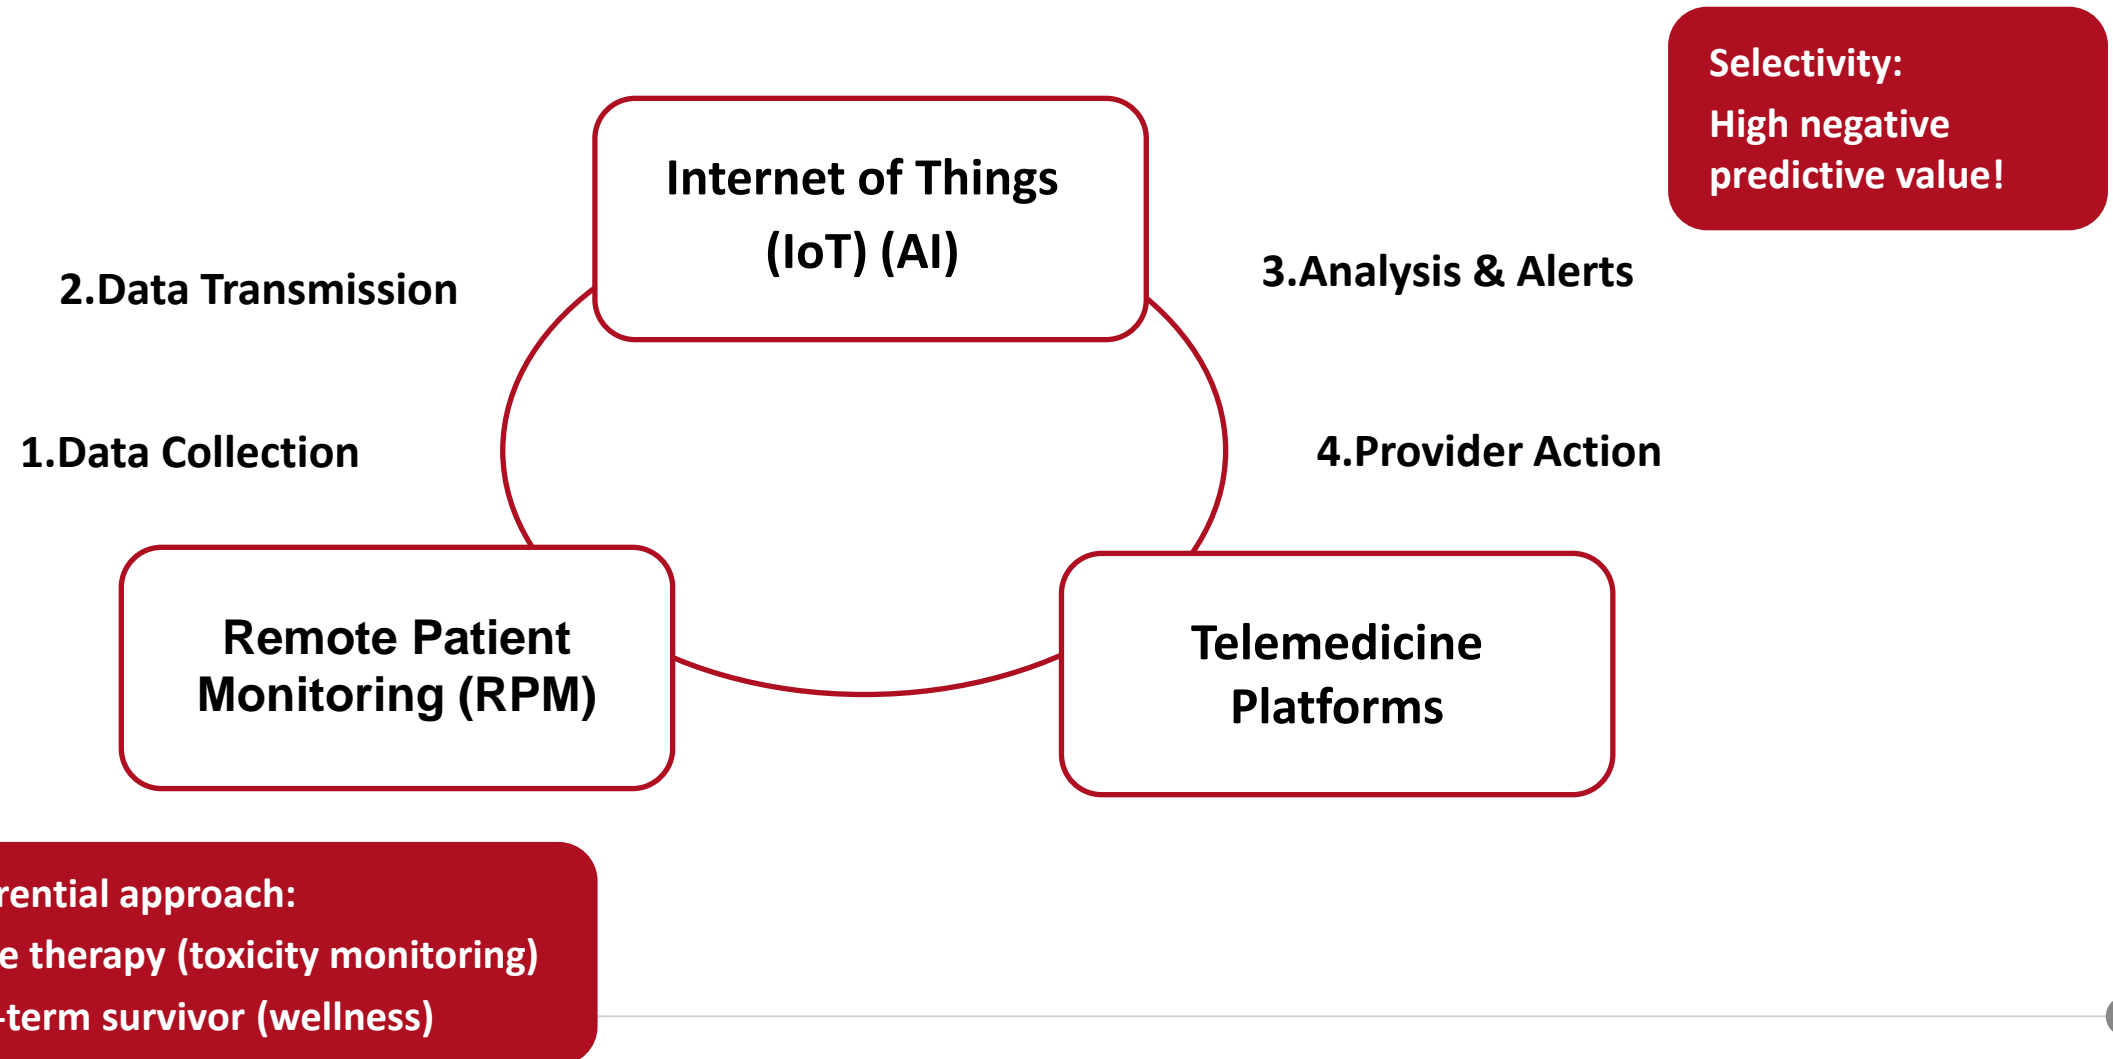 Selectivity:
High negative
predictive value!
Internet of Things
(IoT) (AI)
2.Data Transmission
3.Analysis & Alerts
1.Data Collection
4.Provider Action
Remote Patient
Monitoring (RPM)
Telemedicine
Platforms
approach:
therapy (toxicity monitoring)
-term survivor (wellness)